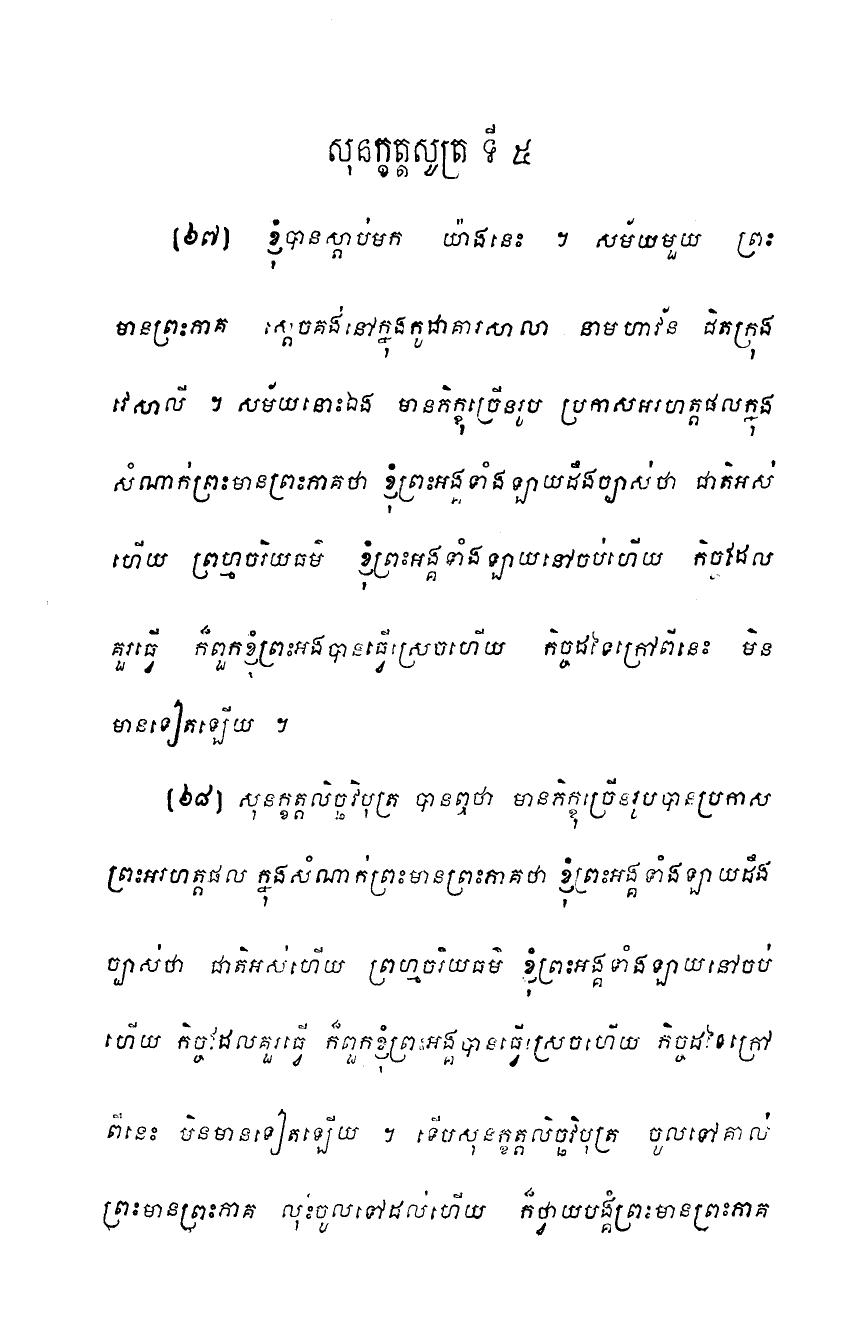 សុនក្ខត្តសូត្រ ទី ៥
(៦៧) ខ្ញុំបានស្តាប់មក យ៉ាងនេះ ។ សម័យមួយ ព្រះ
មានព្រះភាគ ស្តេចគង់នៅក្នុងកូដាគារសាលា នាមហាវ័ន ជិតក្រុង
វេសាលី ។ សម័យនោះឯង មានភិក្ខុច្រើនរូប ប្រកាសអរហត្តផលក្នុង
សំណាក់ព្រះមានព្រះភាគថា ខ្ញុំព្រះអង្គទាំងឡាយដឹងច្បាស់ថា ជាតិអស់
ហើយ ព្រហ្មចរិយធម៌ ខ្ញុំព្រះអង្គទាំងឡាយនៅចប់ហើយ កិច្ចដែល
គួរធ្វើ ក៏ពួកខ្ញុំព្រះអង្គបានធ្វើស្រេចហើយ កិច្ចដទៃក្រៅពីនេះ មិន
មានទៀតឡើយ ។
(៦៨) សុនក្ខត្តលិច្ឆវិបុត្រ បានឮថា មានភិក្ខុច្រើនរូបបានប្រកាស
ព្រះអរហត្តផល ក្នុងសំណាក់ព្រះមានព្រះភាគថា ខ្ញុំព្រះអង្គទាំងឡាយដឹង
ច្បាស់ថា ជាតិអស់ហើយ ព្រហ្មចរិយធម៌ ខ្ញុំព្រះអង្គទាំងឡាយនៅចប់
ហើយ កិច្ចដែលគួរធ្វើ ក៏ពួកខ្ញុំព្រះអង្គបានធ្វើស្រេចហើយ កិច្ចដទៃក្រៅ
ពីនេះ មិនមានទៀតឡើយ ។ ទើបសុនក្ខត្តលិច្ឆវិបុត្រ ចូលទៅគាល់
ព្រះមានព្រះភាគ លុះចូលទៅដល់ហើយ ក៏ថ្វាយបង្គំព្រះមានព្រះភាគ